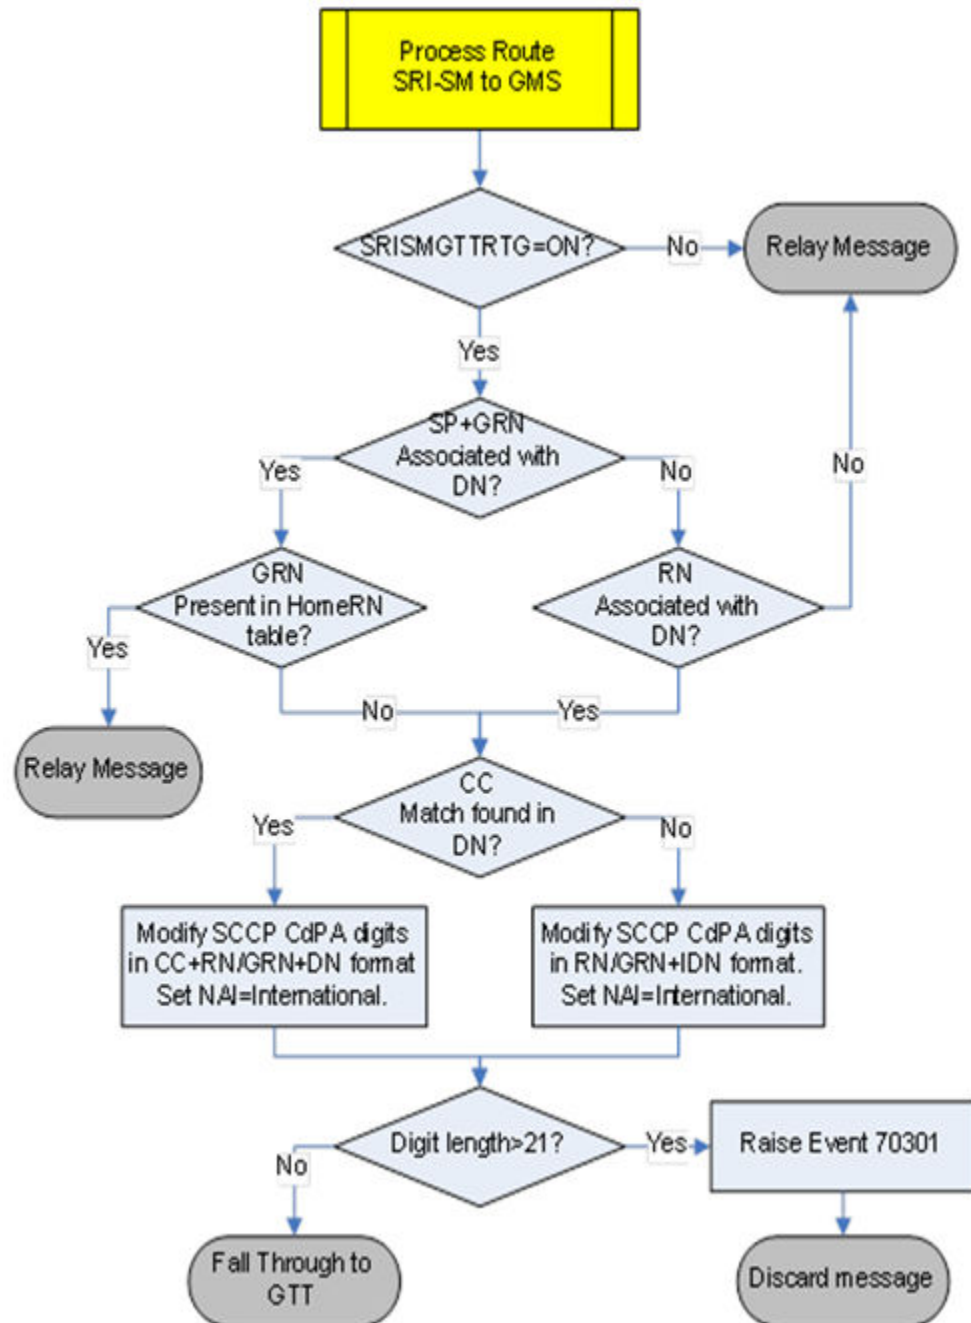 Process Route
SRI-SM to GMS
SRISMGTTRTG=ON?
No
Relay Message
Yes
SP+GRN
Associated with
DN?
Yes
No
No
GRN
Present in HomeRN
table?
RN
Associated with
DN?
Yes
No
Yes
Relay Message
CC
Match found in
DN?
Yes
No
Modify SCCP CdPA digits
in CC+RN/GRN+DN format
Set NAI=International.
Modify SCCP CdPA digits
in RN/GRN+IDN format.
Set NAI=International.
Digit length>21?
Yes
Raise Event 70301
No
Fall Through to
GTT
Discard message